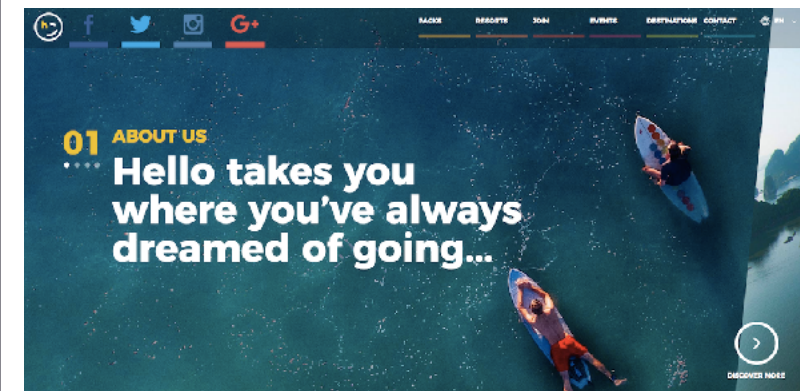 PACKS RESORTS JOIN EVENTS DESTINATIONS CONTACT EN
01 ABOUT US
Hello takes you
where you've always
dreamed of going...
DISCOVER MORE